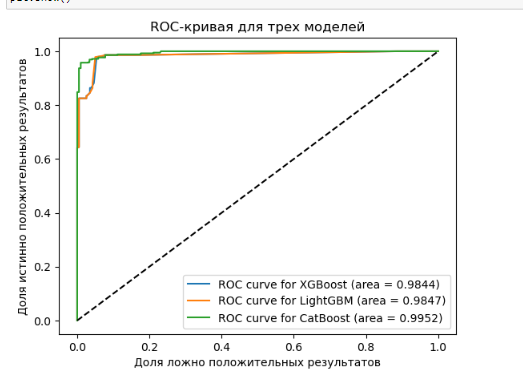 ROC-кривая для трех моделей
Доля истинно положительных результатов
1.0
0.8
0.6
0.4
0.2
0.0
ROC curve for XGBoost (area = 0.9844)
ROC curve for LightGBM (area = 0.9847)
ROC curve for CatBoost (area = 0.9952)
0.0 0.2 0.4 0.6 0.8 1.0
Доля ложно положительных результатов